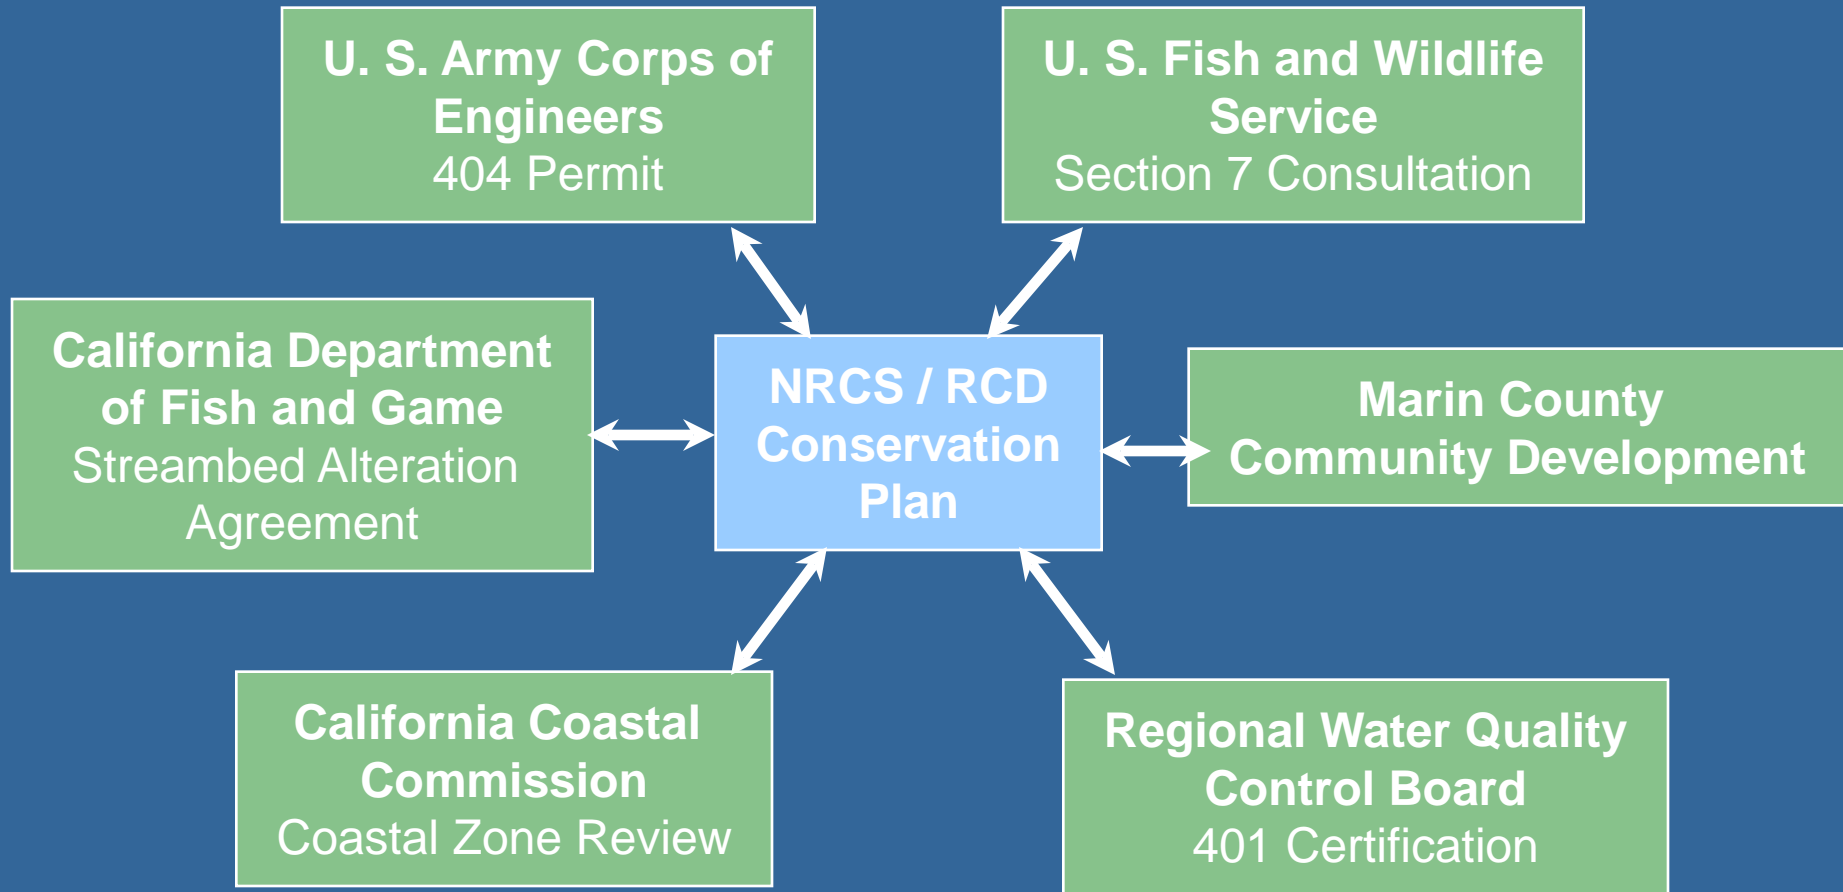 U. S. Army Corps of
Engineers
404 Permit
U. S. Fish and Wildlife
Service
Section 7 Consultation
California Department
of Fish and Game
Streambed Alteration
Agreement
NRCS / RCD
Conservation
Plan
Marin County
Community Development
California Coastal
Commission
Coastal Zone Review
Regional Water Quality
Control Board
401 Certification